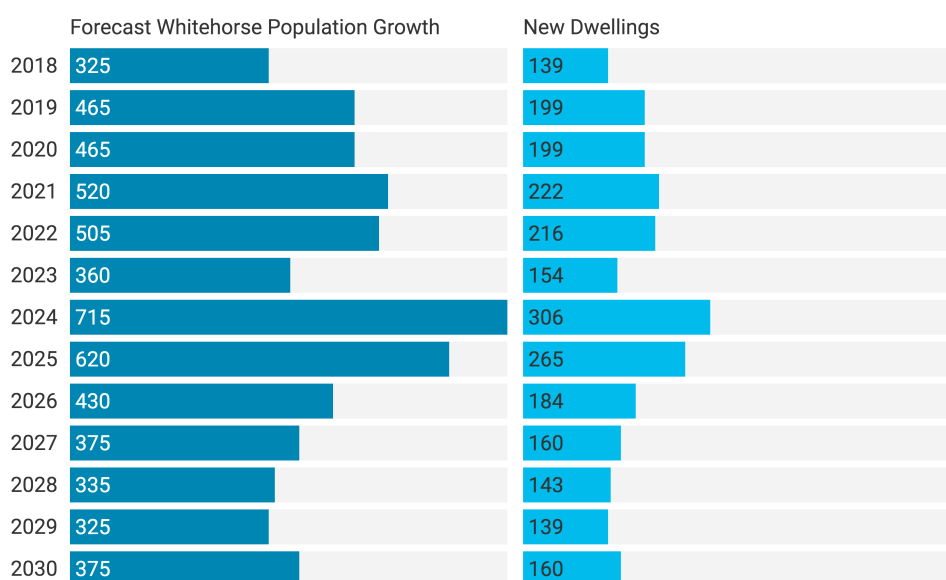 Forecast Whitehorse Population Growth New Dwellings
2018 325 139
2019 465 199
2020 465 199
2021 520 222
2022 505 216
2023 360 154
2024 715 306
2025 620 265
2026 430 184
2027 375 160
2028 335 143
2029 325 139
2030 375 160